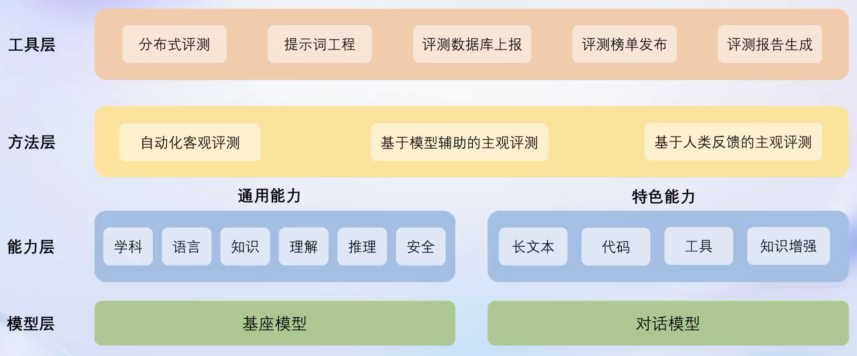 工具层
分布式评测
提示词工程
评测数据库上报
评测榜单发布
评测报告生成
方法层
自动化客观评测
基于模型辅助的主观评测
基于人类反馈的主观评测
通用能力
特色能力
能力层
学科
语言
知识
理解
推理
安全
长文本
代码
工具
知识增强
模型层
基座模型
对话模型